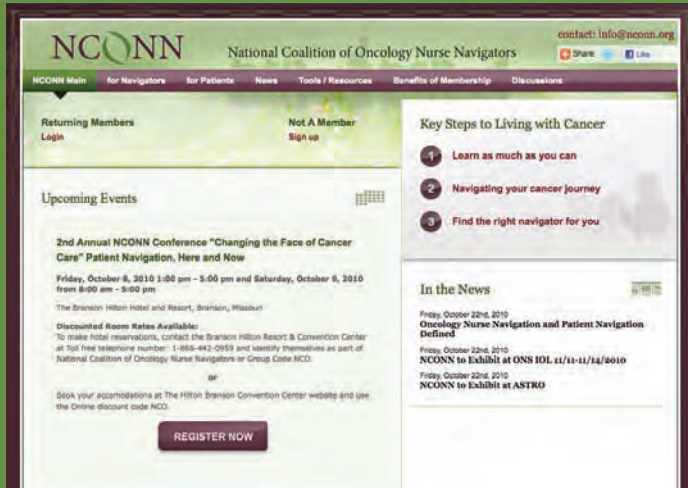 contact: info@nconn.org
NCONN
National Coalition of Oncology Nurse Navigators
Share
Like
NCONN Main
for Navigators
for Patients
News
Tools / Resources
Benefits of Membership
Discussions
Returning Members
Login
Not A Member
Sign up
Upcoming Events
2nd Annual NCONN Conference "Changing the Face of Cancer
Care" Patient Navigation, Here and Now
Friday, October 8, 2010 1:00 pm - 5:00 pm and Saturday, October 9, 2010
from 8:00 am - 5:00 pm
The Branson Hilton Hotel and Resort, Branson, Missouri
Discounted Room Rates Available:
To make hotel reservations, contact the Branson Hilton Resort & Convention Center
at Toll free telephone number: 1-866-442-0959 and identify themselves as part of
National Coalition of Oncology Nurse Navigators or Group Code NCO.
or
Book your accomodations at The Hilton Branson Convention Center website and use
the Online discount code NCO.
REGISTER NOW
Key Steps to Living with Cancer
1 Learn as much as you can
2 Navigating your cancer journey
3 Find the right navigator for you
In the News
Friday, October 22nd, 2010
Oncology Nurse Navigation and Patient Navigation
Defined
Friday, October 22nd, 2010
NCONN to Exhibit at ONS IOL 11/11-11/14/2010
Friday, October 22nd, 2010
NCONN to Exhibit at ASTRO